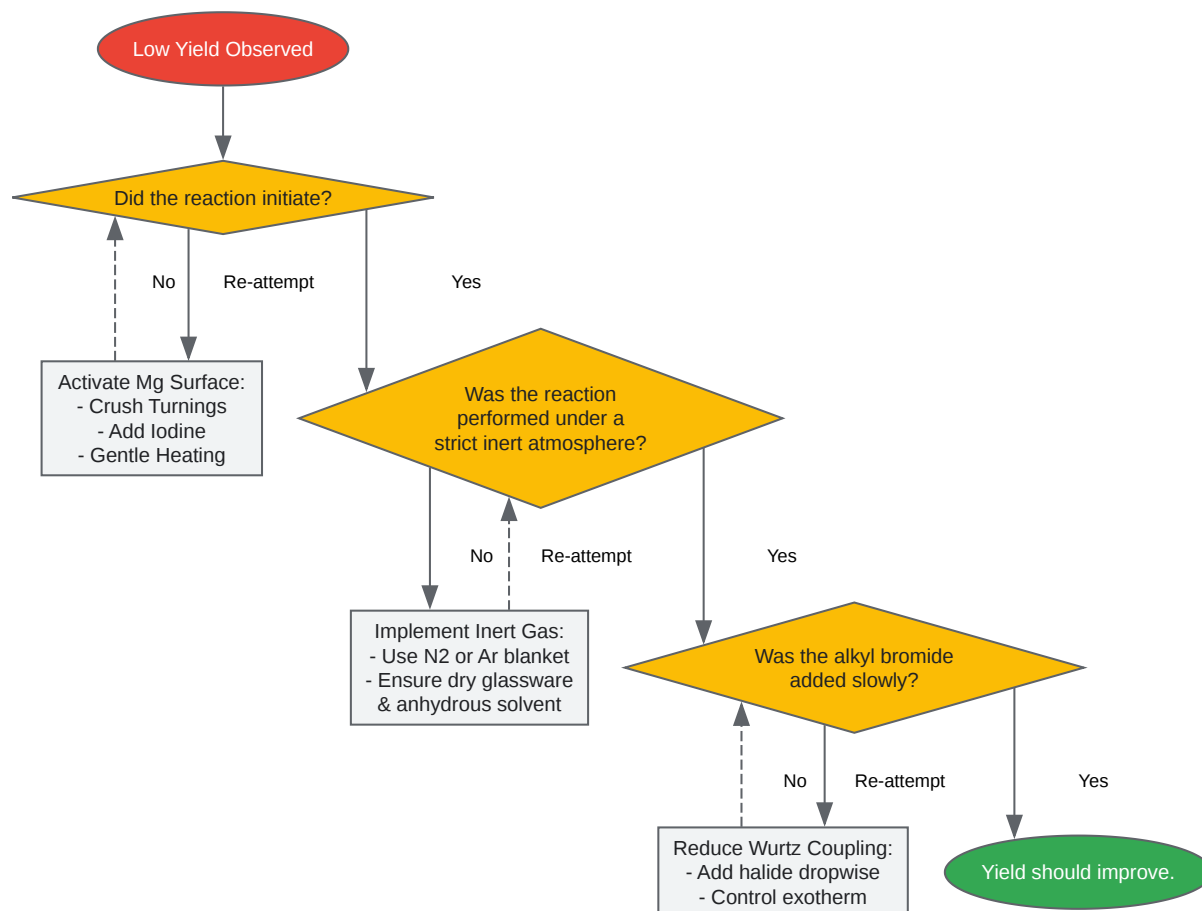 Low Yield Observed
Did the reaction initiate?
No
Re-attempt
Yes
Activate Mg Surface:
- Crush Turnings
- Add Iodine
- Gentle Heating
Was the reaction
performed under a
strict inert atmosphere?
No
Re-attempt
Yes
Implement Inert Gas:
- Use N2 or Ar blanket
- Ensure dry glassware
& anhydrous solvent
Was the alkyl bromide
added slowly?
No
Re-attempt
Yes
Reduce Wurtz Coupling:
- Add halide dropwise
- Control exotherm
Yield should improve.